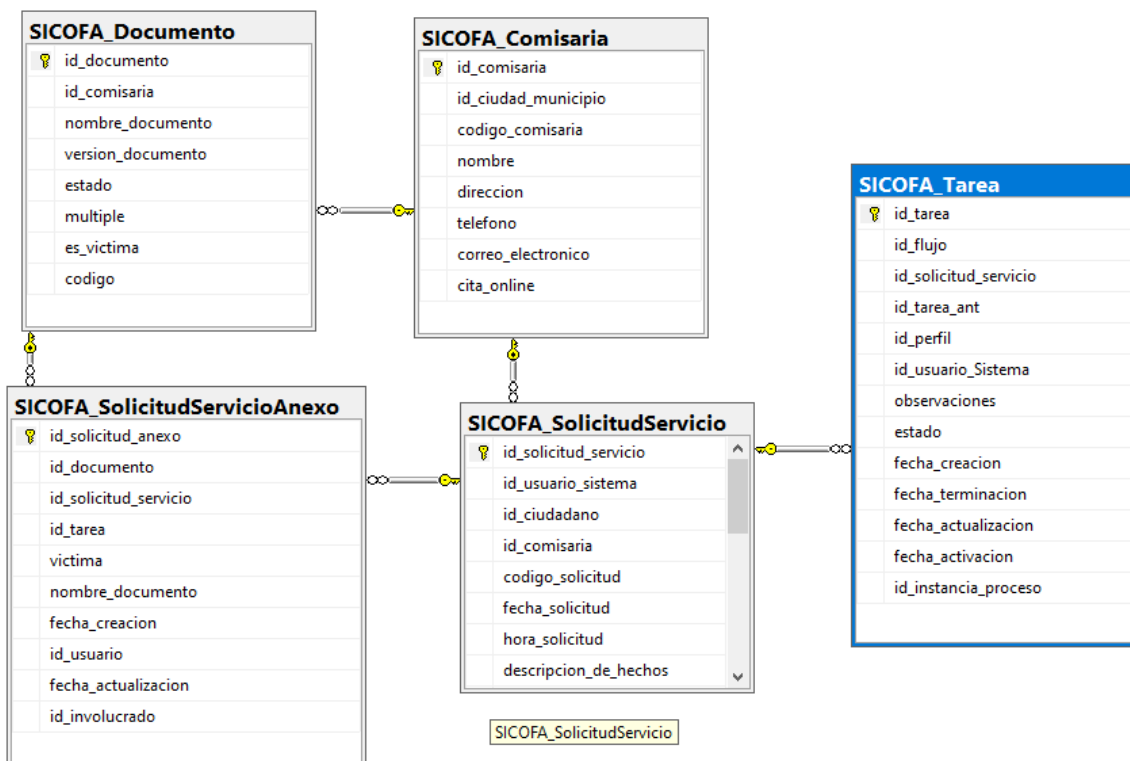 SICOFA_Documento
id_documento
id_comisaria
nombre_documento
version_documento
estado
multiple
es_victima
codigo
SICOFA_Comisaria
id_comisaria
id_ciudad_municipio
codigo_comisaria
nombre
direccion
telefono
correo_electronico
cita_online
SICOFA_Tarea
id_tarea
id_flujo
id_solicitud_servicio
id_tarea_ant
id_perfil
id_usuario_Sistema
observaciones
estado
fecha_creacion
fecha_terminacion
fecha_actualizacion
fecha_activacion
id_instancia_proceso
SICOFA_SolicitudServicioAnexo
id_solicitud_anexo
id_documento
id_solicitud_servicio
id_tarea
victima
nombre_documento
fecha_creacion
id_usuario
fecha_actualizacion
id_involucrado
SICOFA_SolicitudServicio
id_solicitud_servicio
id_usuario_sistema
id_ciudadano
id_comisaria
codigo_solicitud
fecha_solicitud
hora_solicitud
descripcion_de_hechos
SICOFA_SolicitudServicio